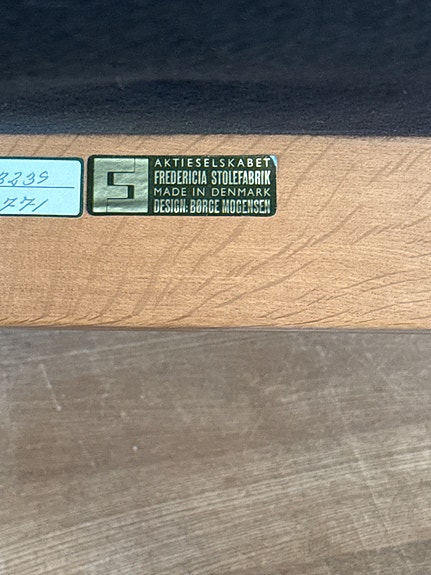 3239
771
AKTIESELSKABET
FREDERICIA STOLEFABRIK
MADE IN DENMARK
DESIGN: BØRGE MOGENSEN